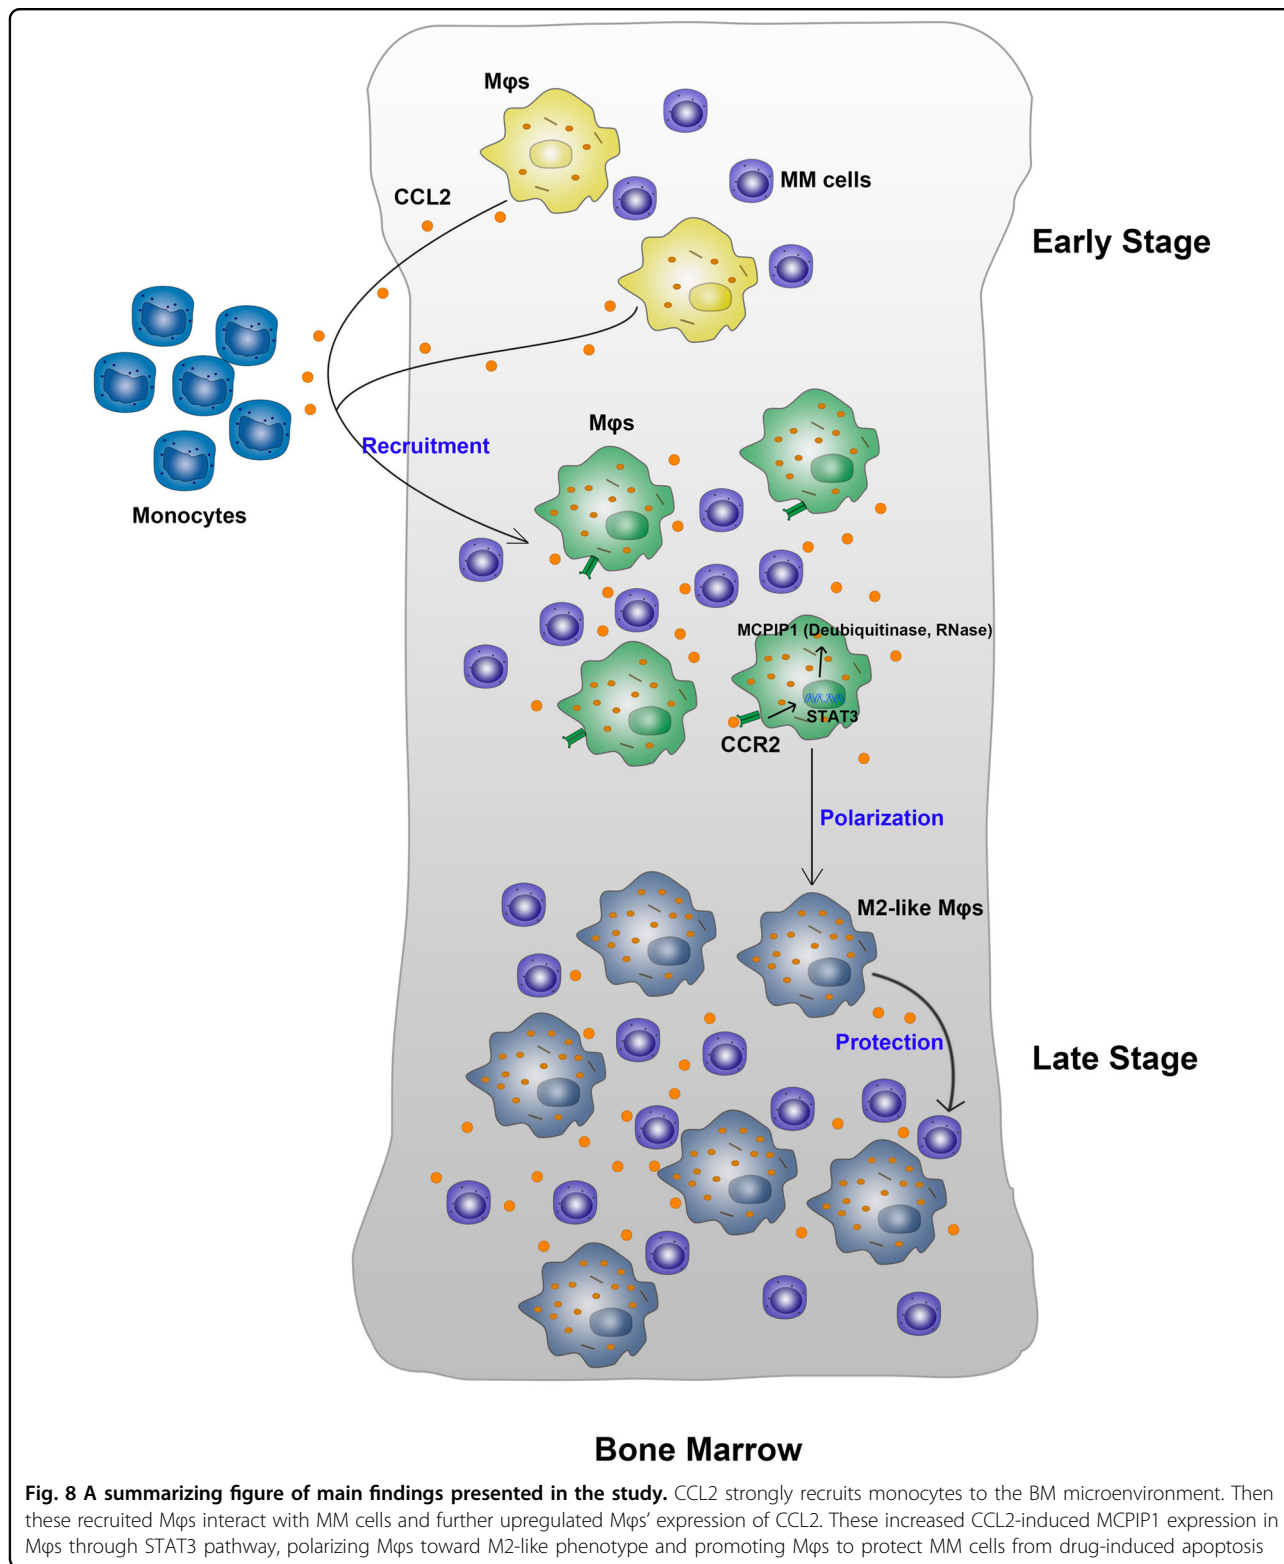 Mφs
MM cells
CCL2
Early Stage
Mφs
Recruitment
Monocytes
MCPIP1 (Deubiquitinase, RNase)
STAT3
CCR2
Polarization
M2-like Mφs
Protection
Late Stage
Bone Marrow
Fig. 8 A summarizing figure of main findings presented in the study. CCL2 strongly recruits monocytes to the BM microenvironment. Then
these recruited Mφs interact with MM cells and further upregulated Mφs' expression of CCL2. These increased CCL2-induced MCPIP1 expression in
Mφs through STAT3 pathway, polarizing Mφs toward M2-like phenotype and promoting Mφs to protect MM cells from drug-induced apoptosis